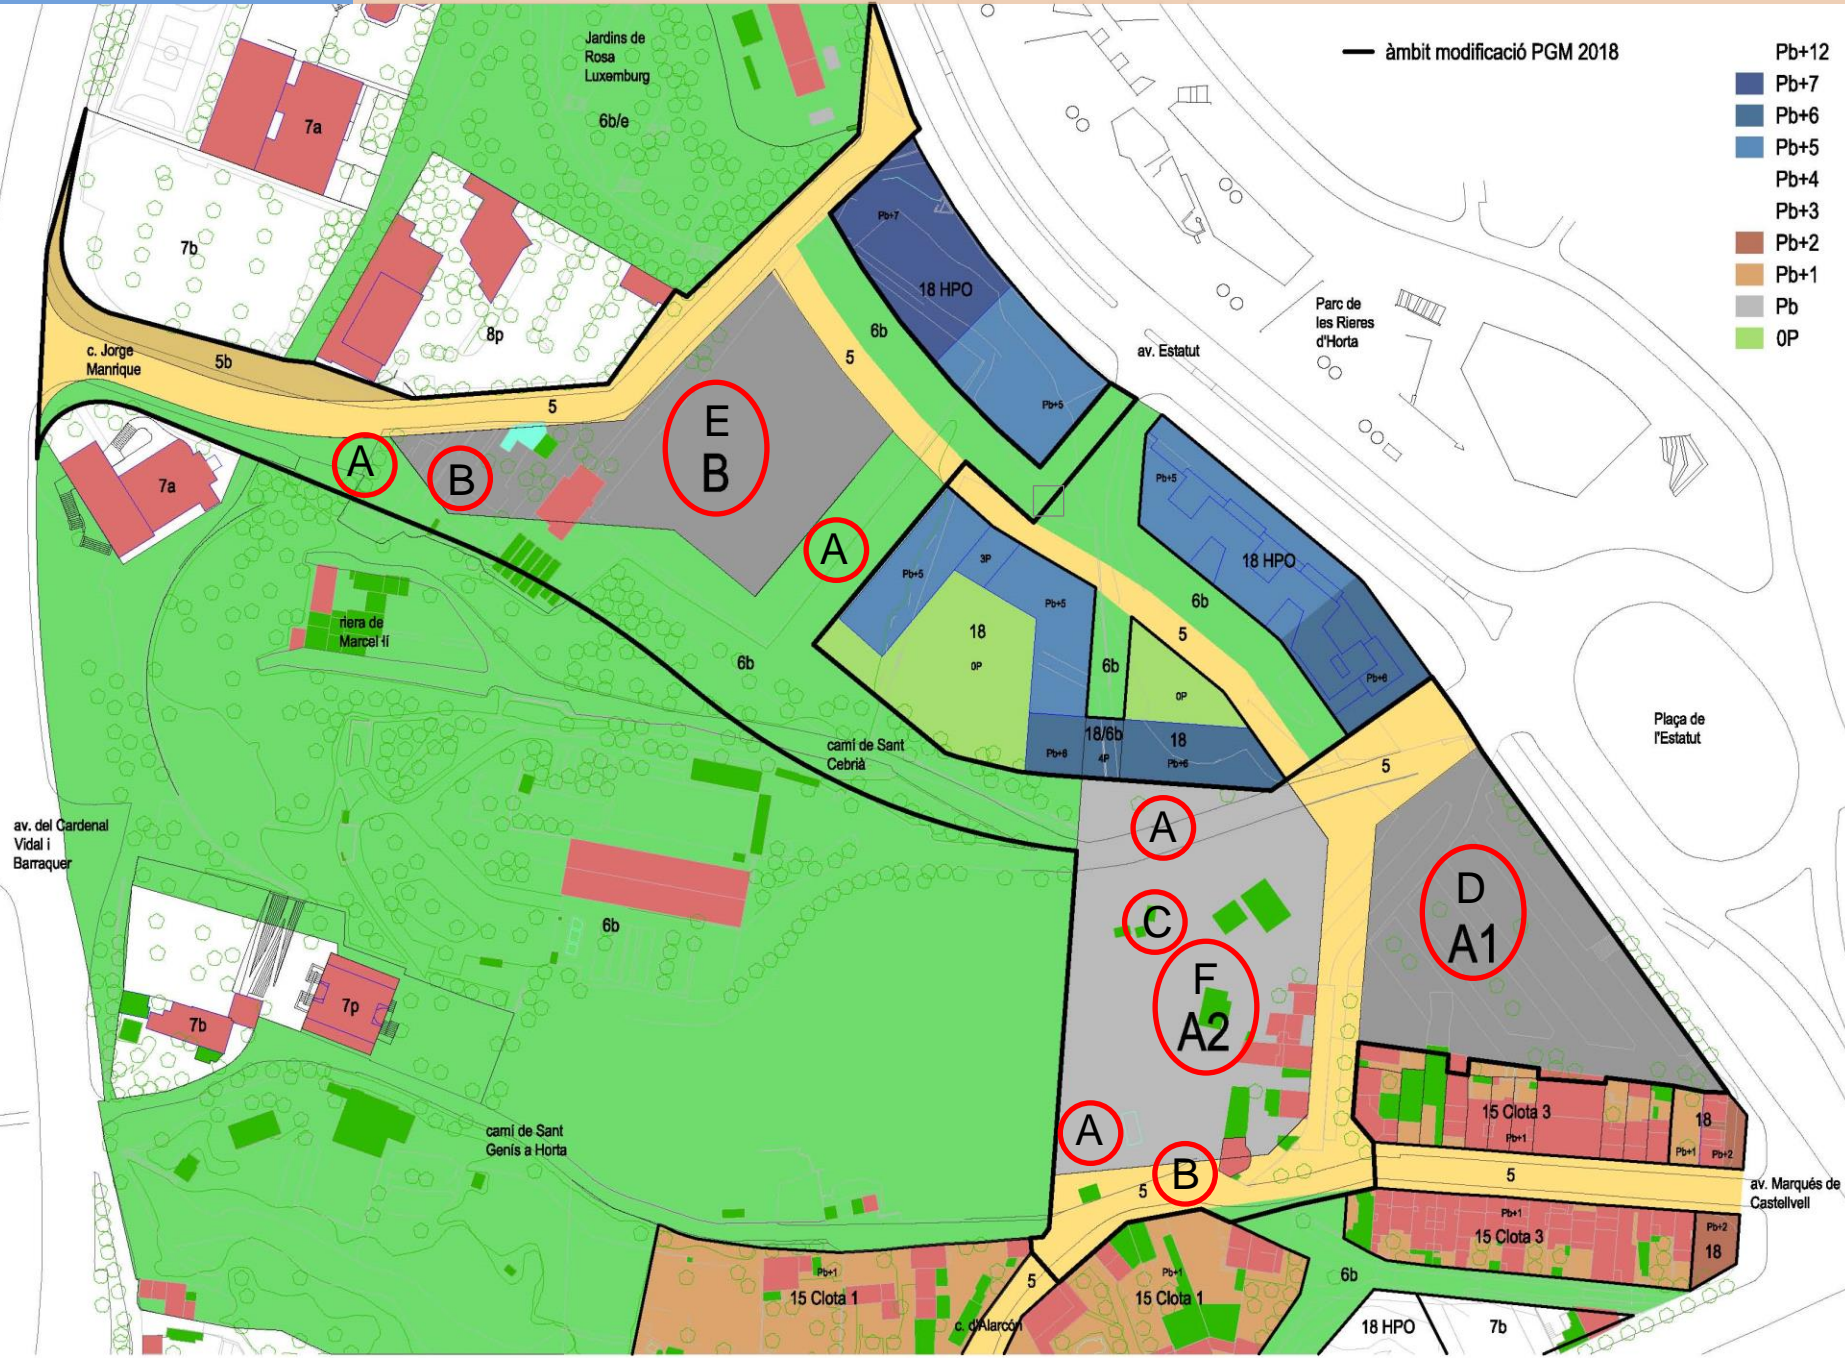 Jardins de
Rosa
Luxemburg
6b/e
àmbit modificació PGM 2018
Pb+12
Pb+7
Pb+6
Pb+5
Pb+4
Pb+3
Pb+2
Pb+1
Pb
0P
7a
7b
8p
Pb+7
18 HPO
Pb+5
6b
5
c. Jorge
Manrique
5b
5
av. Estatut
Parc de
les Rieres
d'Horta
A
B
E
B
A
7a
riera de
Marcel·lí
6b
Pb+5
3P
Pb+5
18
0P
6b
5
6b
0P
Pb+5
18 HPO
Pb+6
18/6b
4P
Pb+6
18
Pb+6
5
camí de Sant
Cebrià
Plaça de
l'Estatut
av. del Cardenal
Vidal i
Barraquer
A
C
F
A2
D
A1
6b
7p
7b
camí de Sant
Genís a Horta
A
B
5
15 Clota 3
Pb+1
18
Pb+1
Pb+2
5
av. Marqués de
Castellvell
Pb+1
15 Clota 3
Pb+2
18
6b
Pb+1
15 Clota 1
5
c. d'Alarcón
Pb+1
15 Clota 1
18 HPO
7b